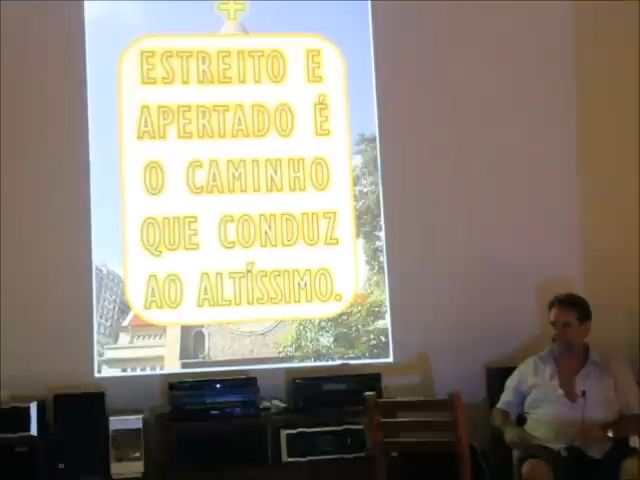 ESTREITO E
APERTADO É
O CAMINHO
QUE CONDUZ
AO ALTÍSSIMO.